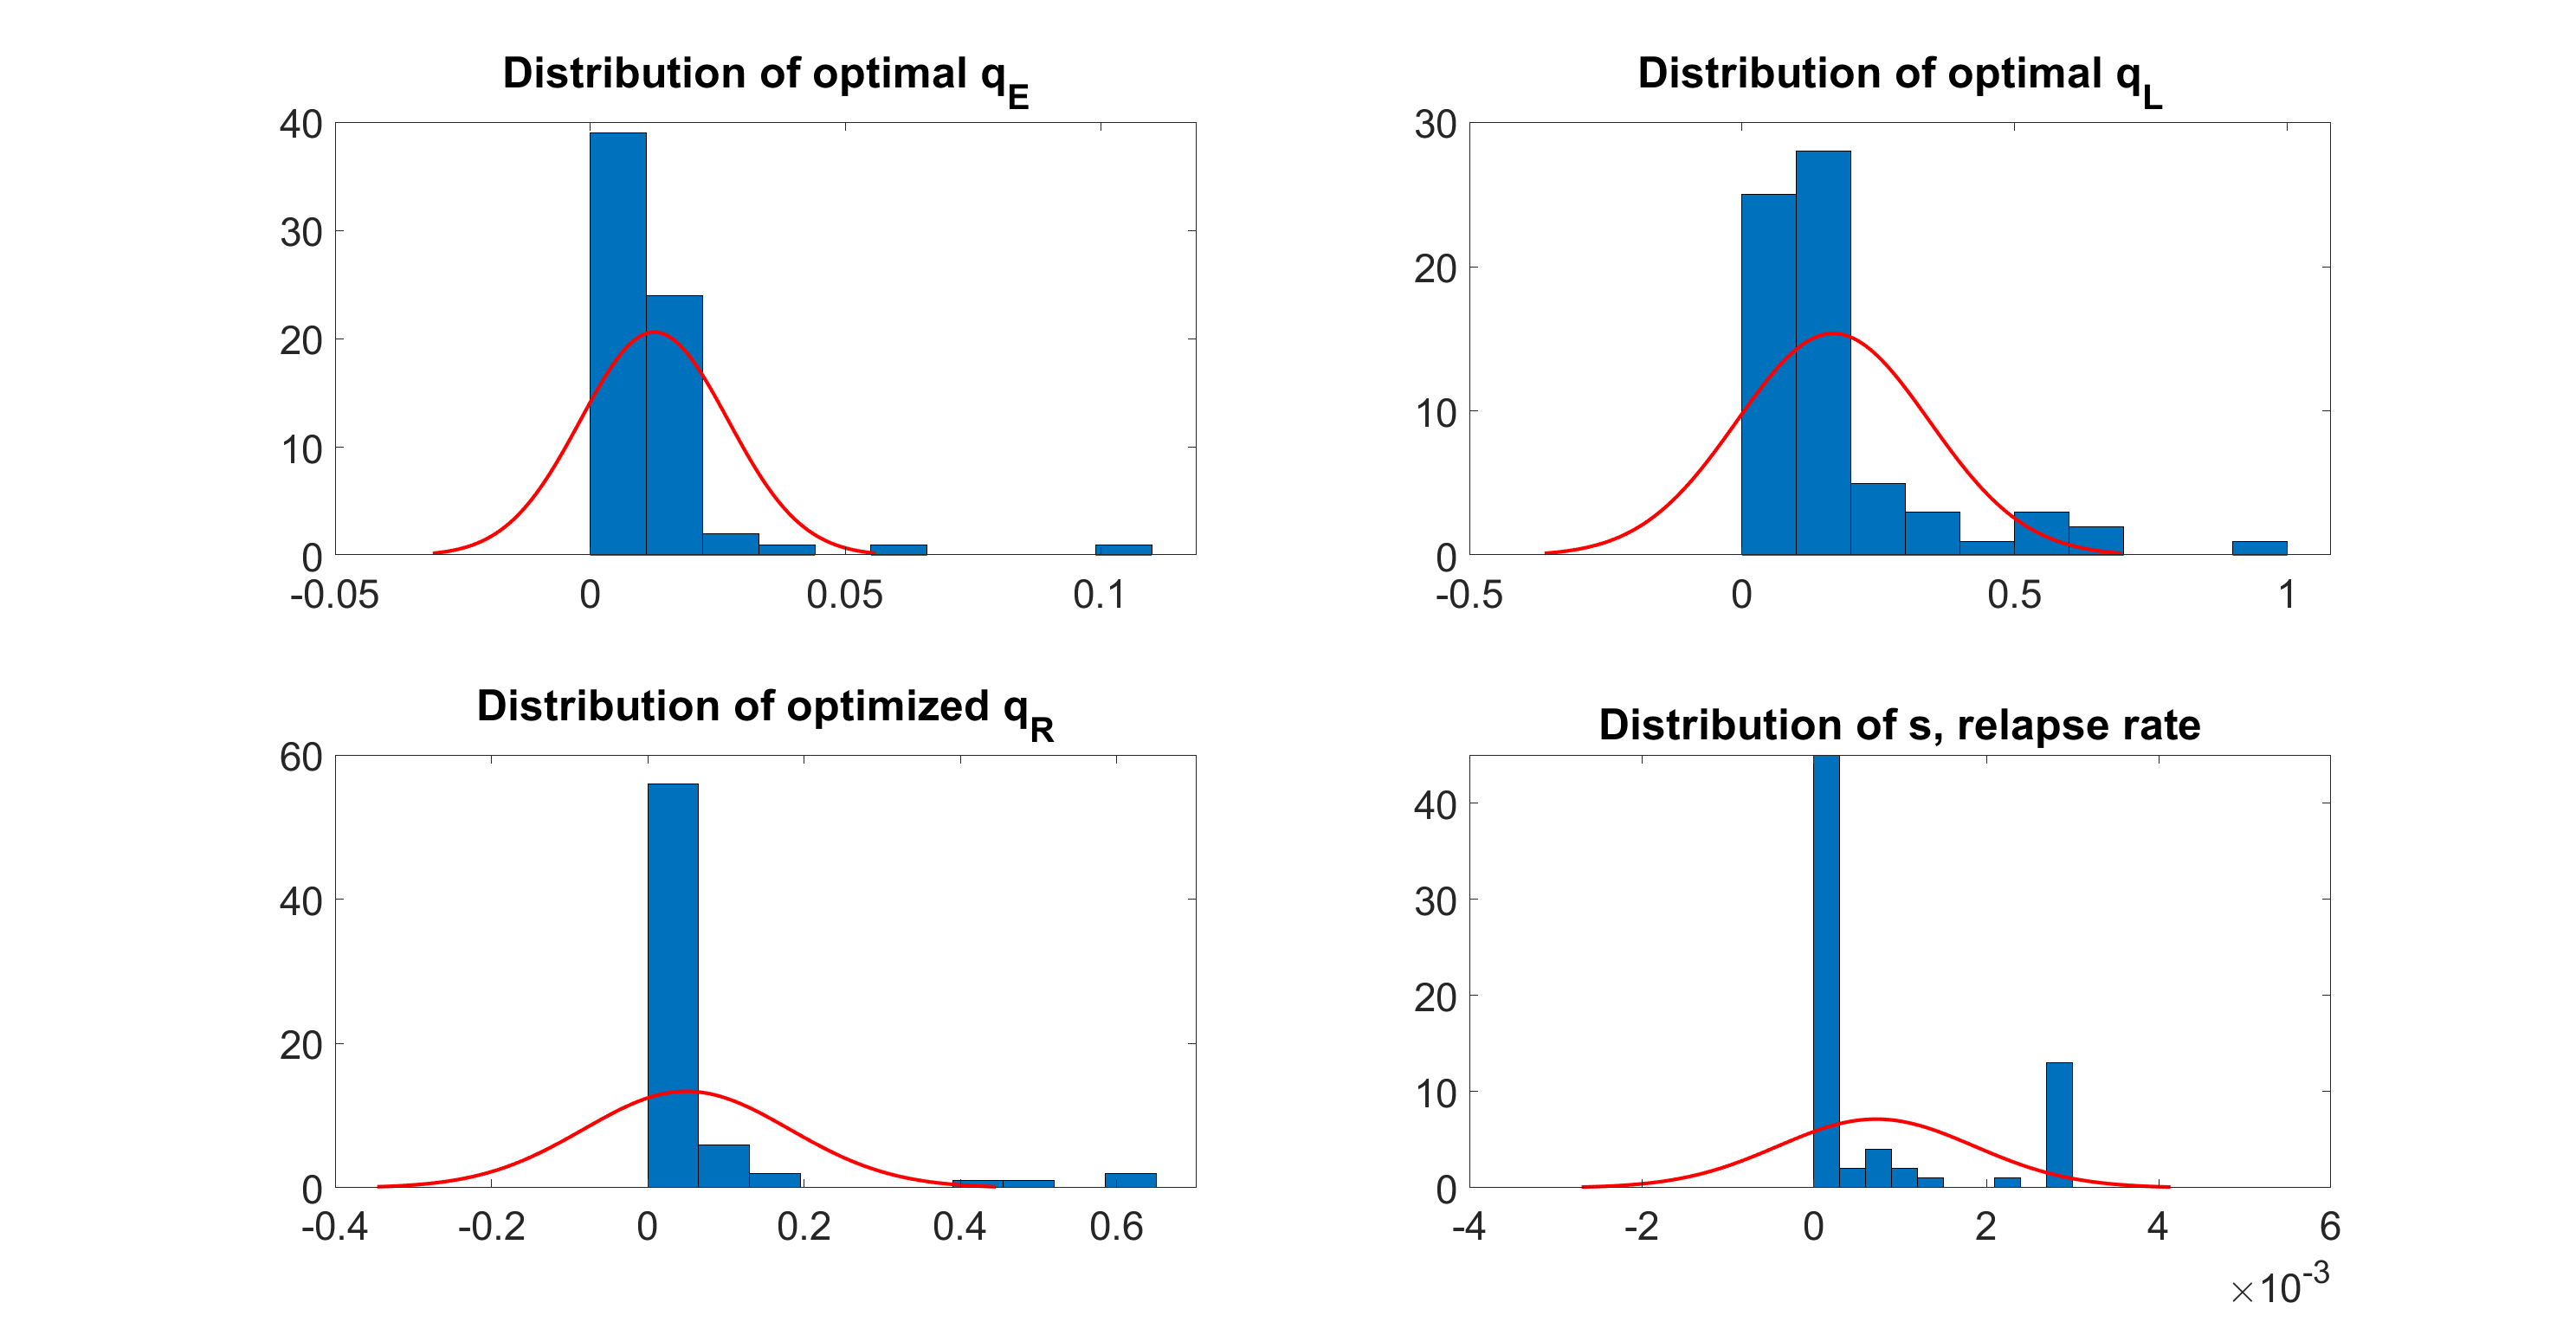 Distribution of optimal qE
40
30
20
10
0
-0.05 0 0.05 0.1
Distribution of optimal qL
30
20
10
0
-0.5 0 0.5 1
Distribution of optimized qR
60
40
20
0
-0.4 -0.2 0 0.2 0.4 0.6
Distribution of s, relapse rate
40
30
20
10
0
-4 -2 0 2 4 6
×10-3